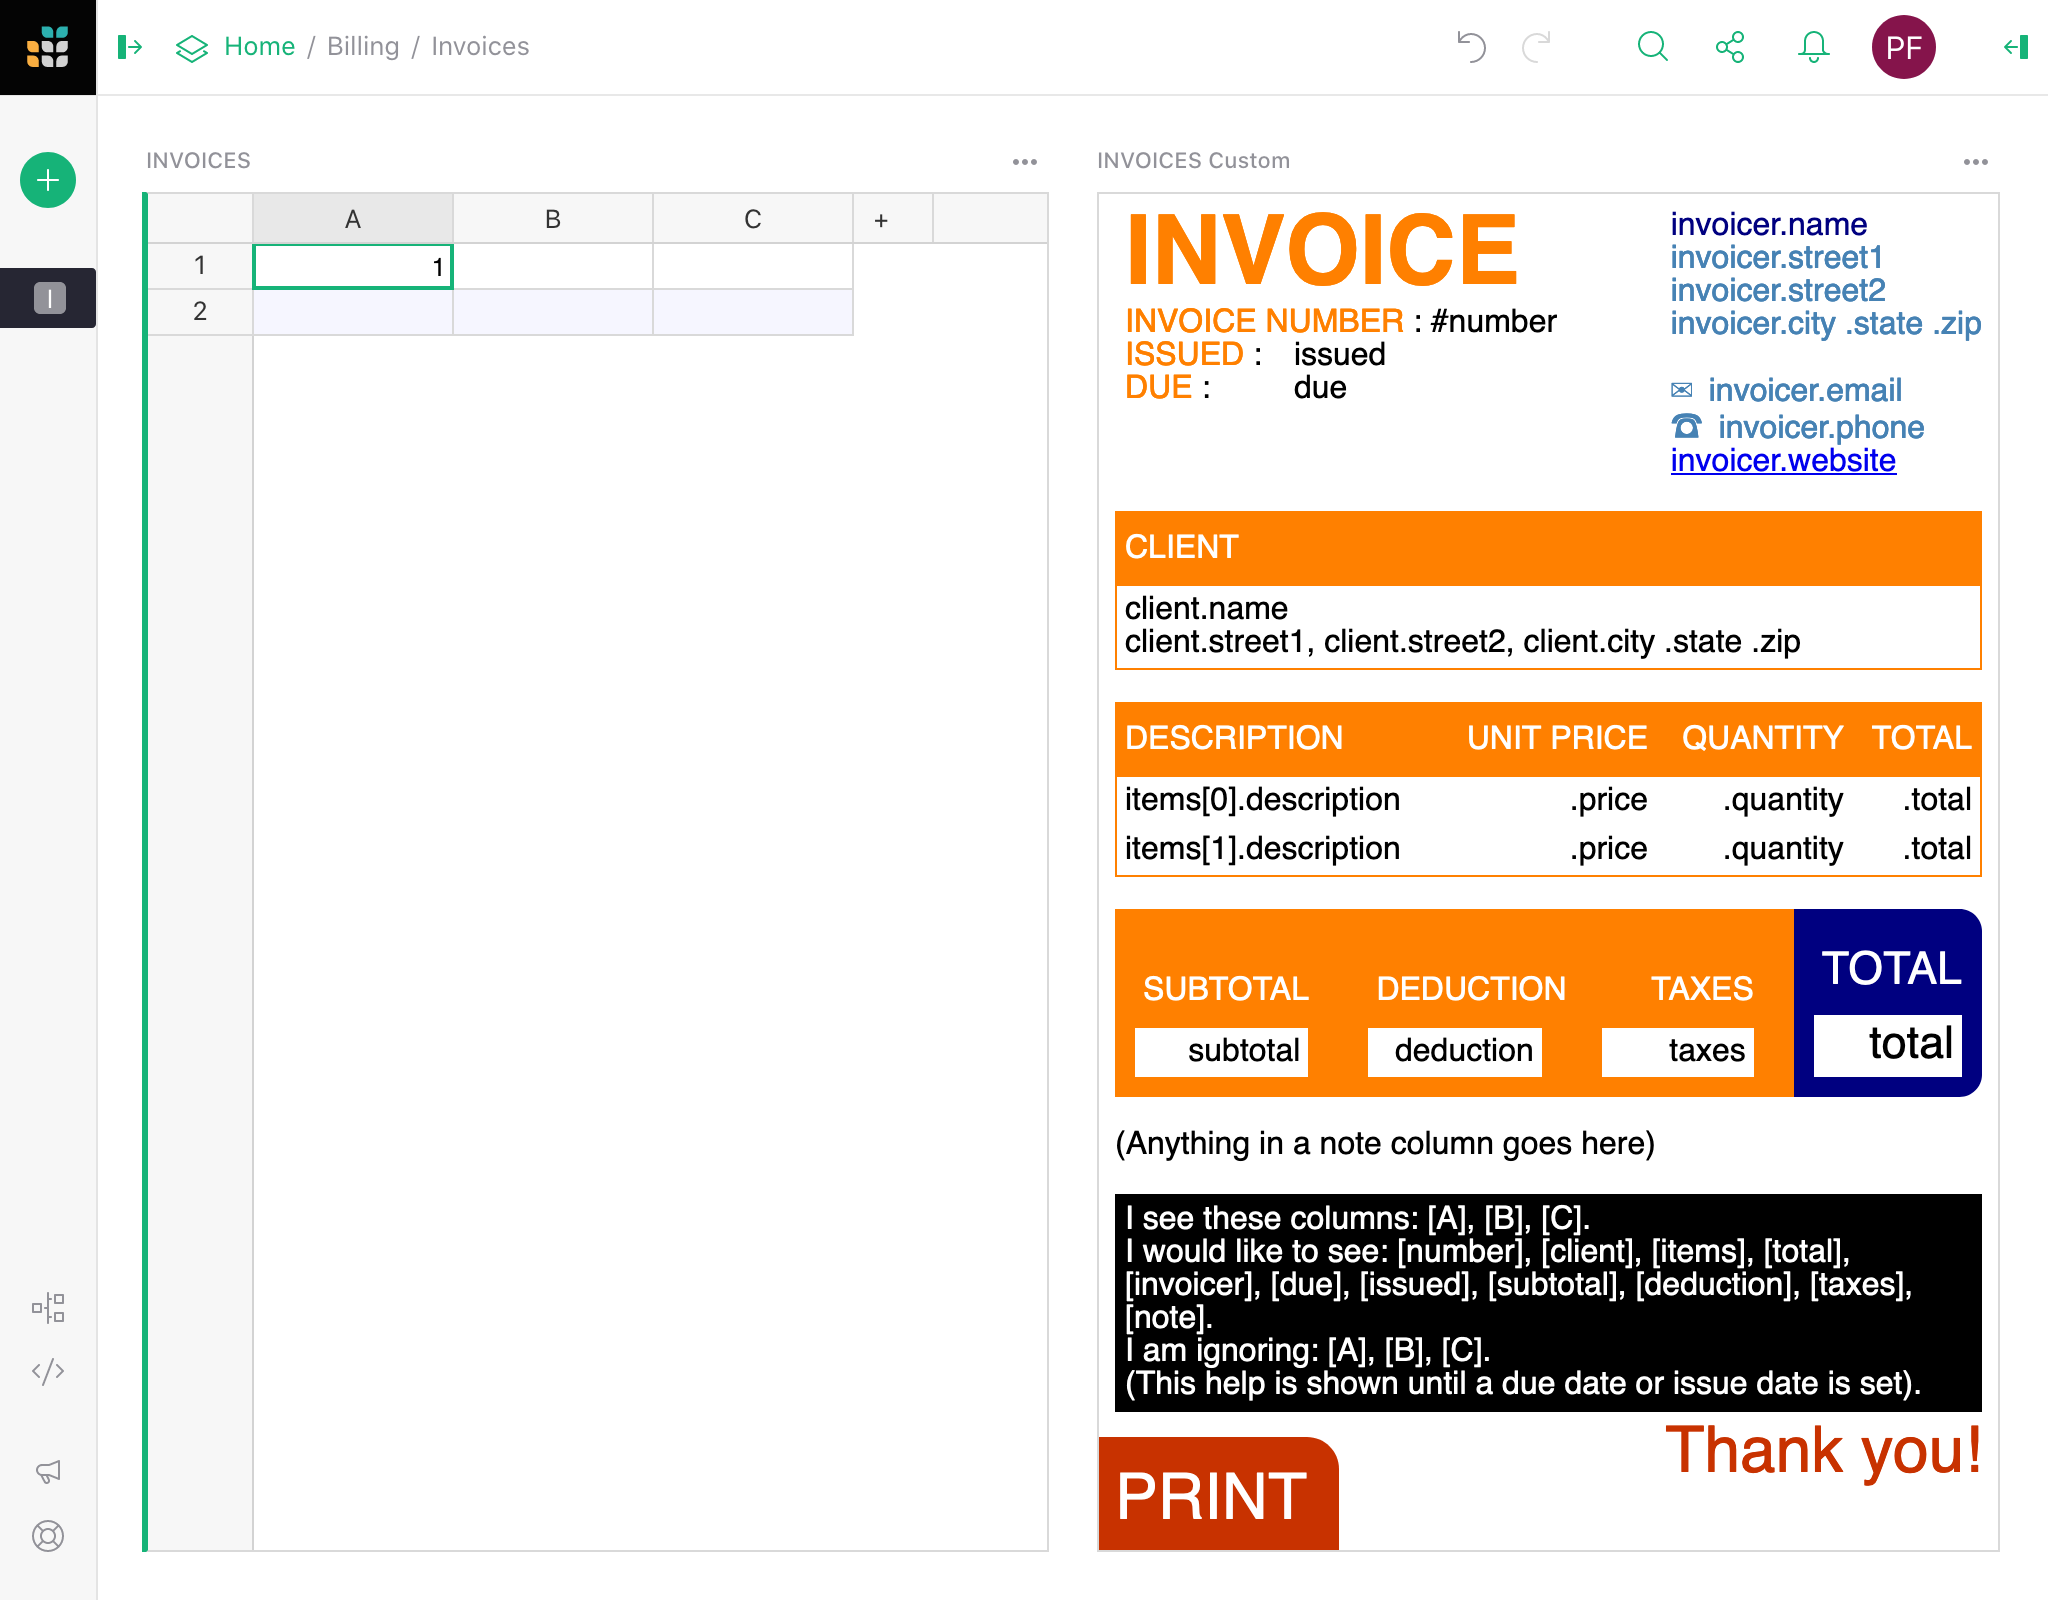 Home / Billing / Invoices
PF
I
INVOICES
A B C +
1 1
2
INVOICES Custom
INVOICE
INVOICE NUMBER : #number
ISSUED : issued
DUE : due
invoicer.name
invoicer.street1
invoicer.street2
invoicer.city .state .zip
✉ invoicer.email
☎ invoicer.phone
invoicer.website
CLIENT
client.name
client.street1, client.street2, client.city .state .zip
DESCRIPTION UNIT PRICE QUANTITY TOTAL
items[0].description .price .quantity .total
items[1].description .price .quantity .total
SUBTOTAL DEDUCTION TAXES TOTAL
subtotal deduction taxes total
(Anything in a note column goes here)
I see these columns: [A], [B], [C].
I would like to see: [number], [client], [items], [total],
[invoicer], [due], [issued], [subtotal], [deduction], [taxes],
[note].
I am ignoring: [A], [B], [C].
(This help is shown until a due date or issue date is set).
Thank you!
PRINT